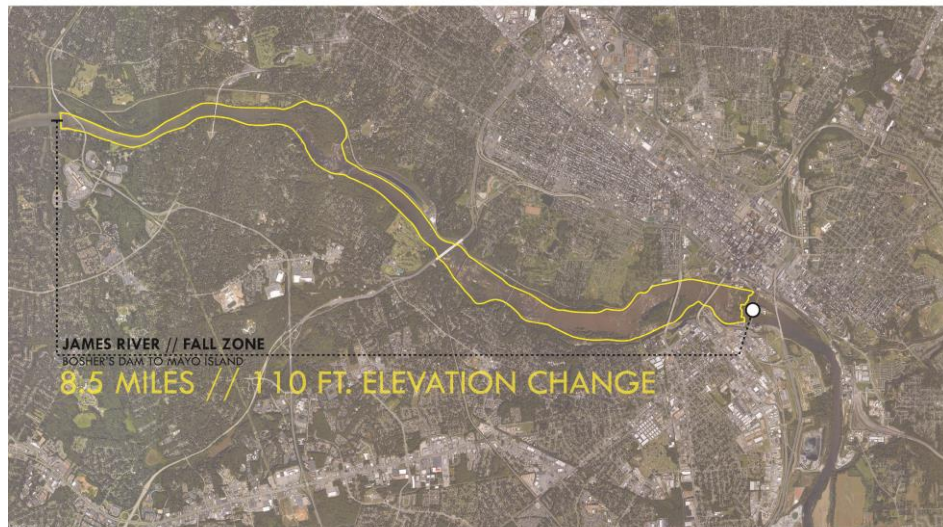 JAMES RIVER // FALL ZONE
BOSHER'S DAM TO MAYO ISLAND
8.5 MILES // 110 FT. ELEVATION CHANGE